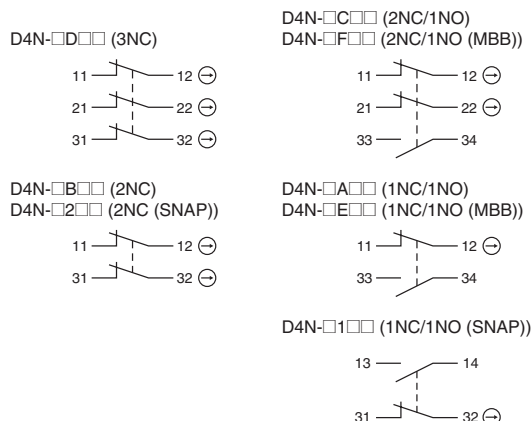 D4N-□D□□ (3NC)
11 12
21 22
31 32
D4N-□C□□ (2NC/1NO)
D4N-□F□□ (2NC/1NO (MBB))
11 12
21 22
33 34
D4N-□B□□ (2NC)
D4N-□2□□ (2NC (SNAP))
11 12
31 32
D4N-□A□□ (1NC/1NO)
D4N-□E□□ (1NC/1NO (MBB))
11 12
33 34
D4N-□1□□ (1NC/1NO (SNAP))
13 14
31 32